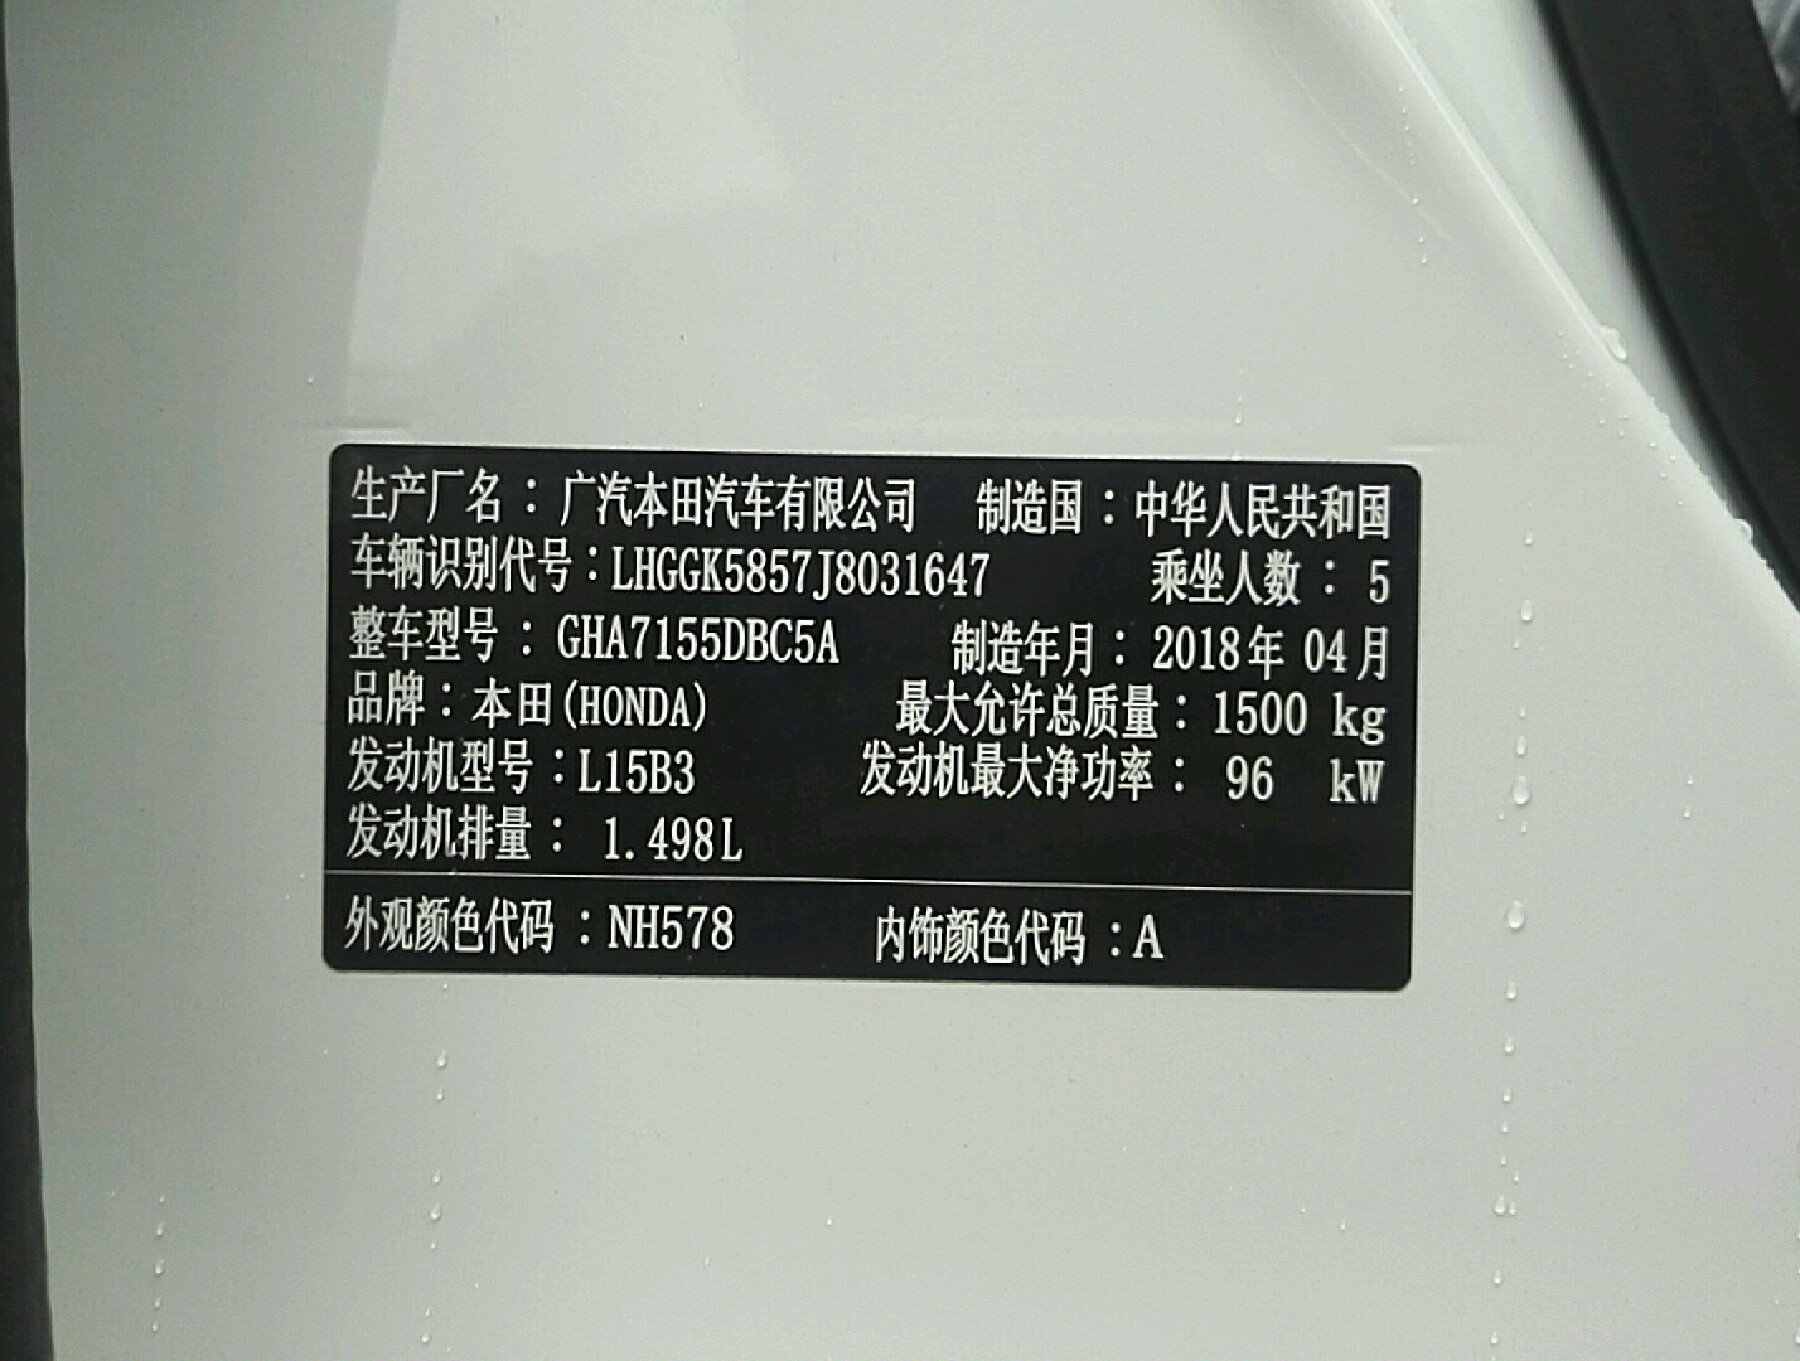 生产厂名：广汽本田汽车有限公司 制造国：中华人民共和国
车辆识别代号：LHGGK5857J8031647 乘坐人数：5
整车型号：GHA7155DBC5A 制造年月：2018年 04月
品牌：本田(HONDA) 最大允许总质量：1500 kg
发动机型号：L15B3 发动机最大净功率：96 kW
发动机排量：1.498L
外观颜色代码：NH578 内饰颜色代码：A